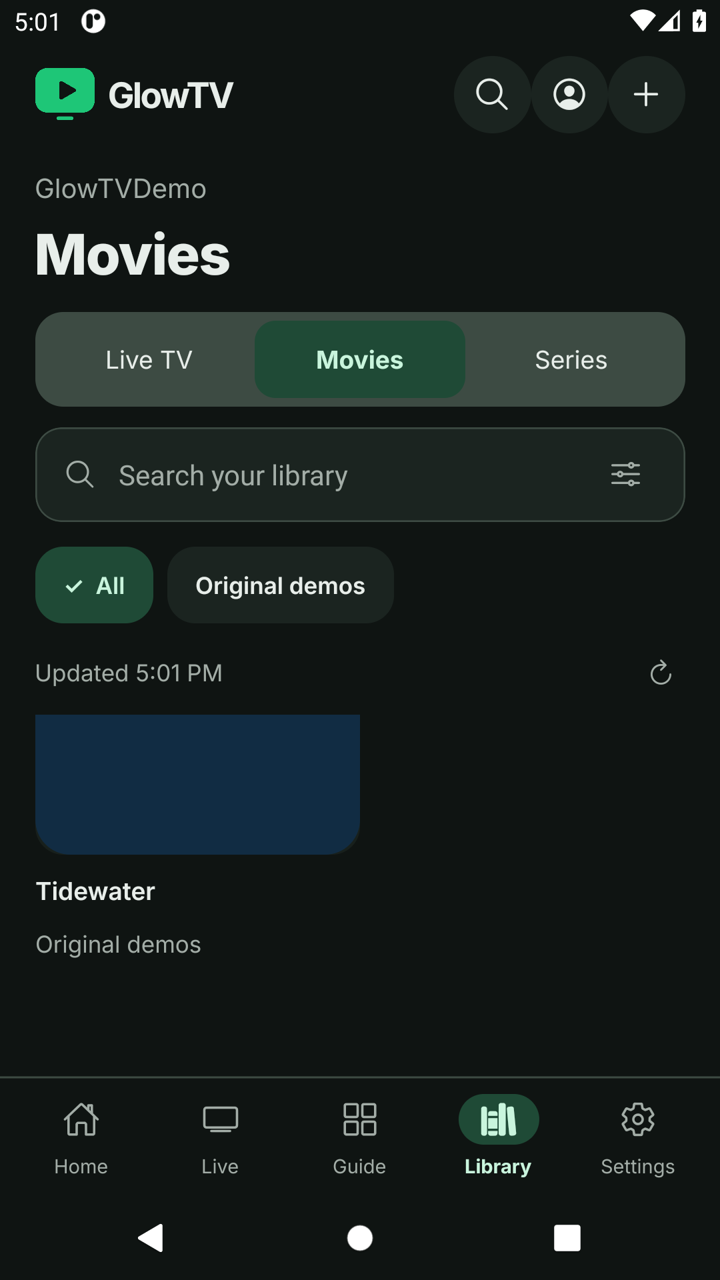 5:01
GlowTV
GlowTVDemo
Movies
Live TV
Movies
Series
Search your library
All
Original demos
Updated 5:01 PM
Tidewater
Original demos
Home
Live
Guide
Library
Settings